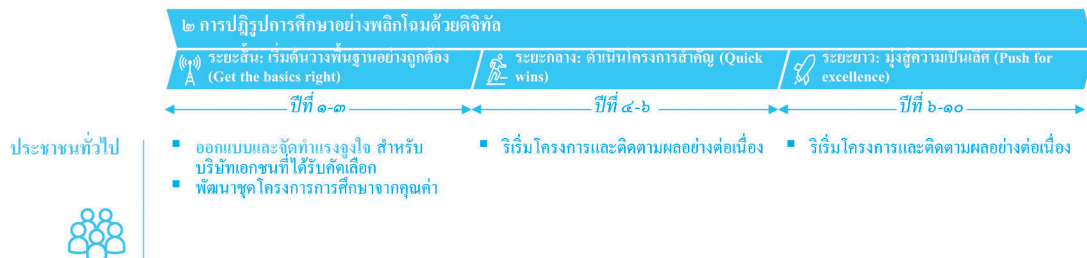 ๒ การปฏิรูปการศึกษาอย่างพลิกโฉมด้วยดิจิทัล
ระยะสั้น: เริ่มต้นวางพื้นฐานอย่างถูกต้อง
(Get the basics right)
ระยะกลาง: ดำเนินโครงการสำคัญ (Quick
wins)
ระยะยาว: มุ่งสู่ความเป็นเลิศ (Push for
excellence)
ปีที่ ๑-๓
ปีที่ ๔-๖
ปีที่ ๖-๑๐
ประชาชนทั่วไป
▪ ออกแบบและจัดทำแรงจูงใจ สำหรับ
บริษัทเอกชนที่ได้รับคัดเลือก
▪ พัฒนาชุดโครงการการศึกษาจากคุณค่า
▪ ริเริ่มโครงการและติดตามผลอย่างต่อเนื่อง
▪ ริเริ่มโครงการและติดตามผลอย่างต่อเนื่อง